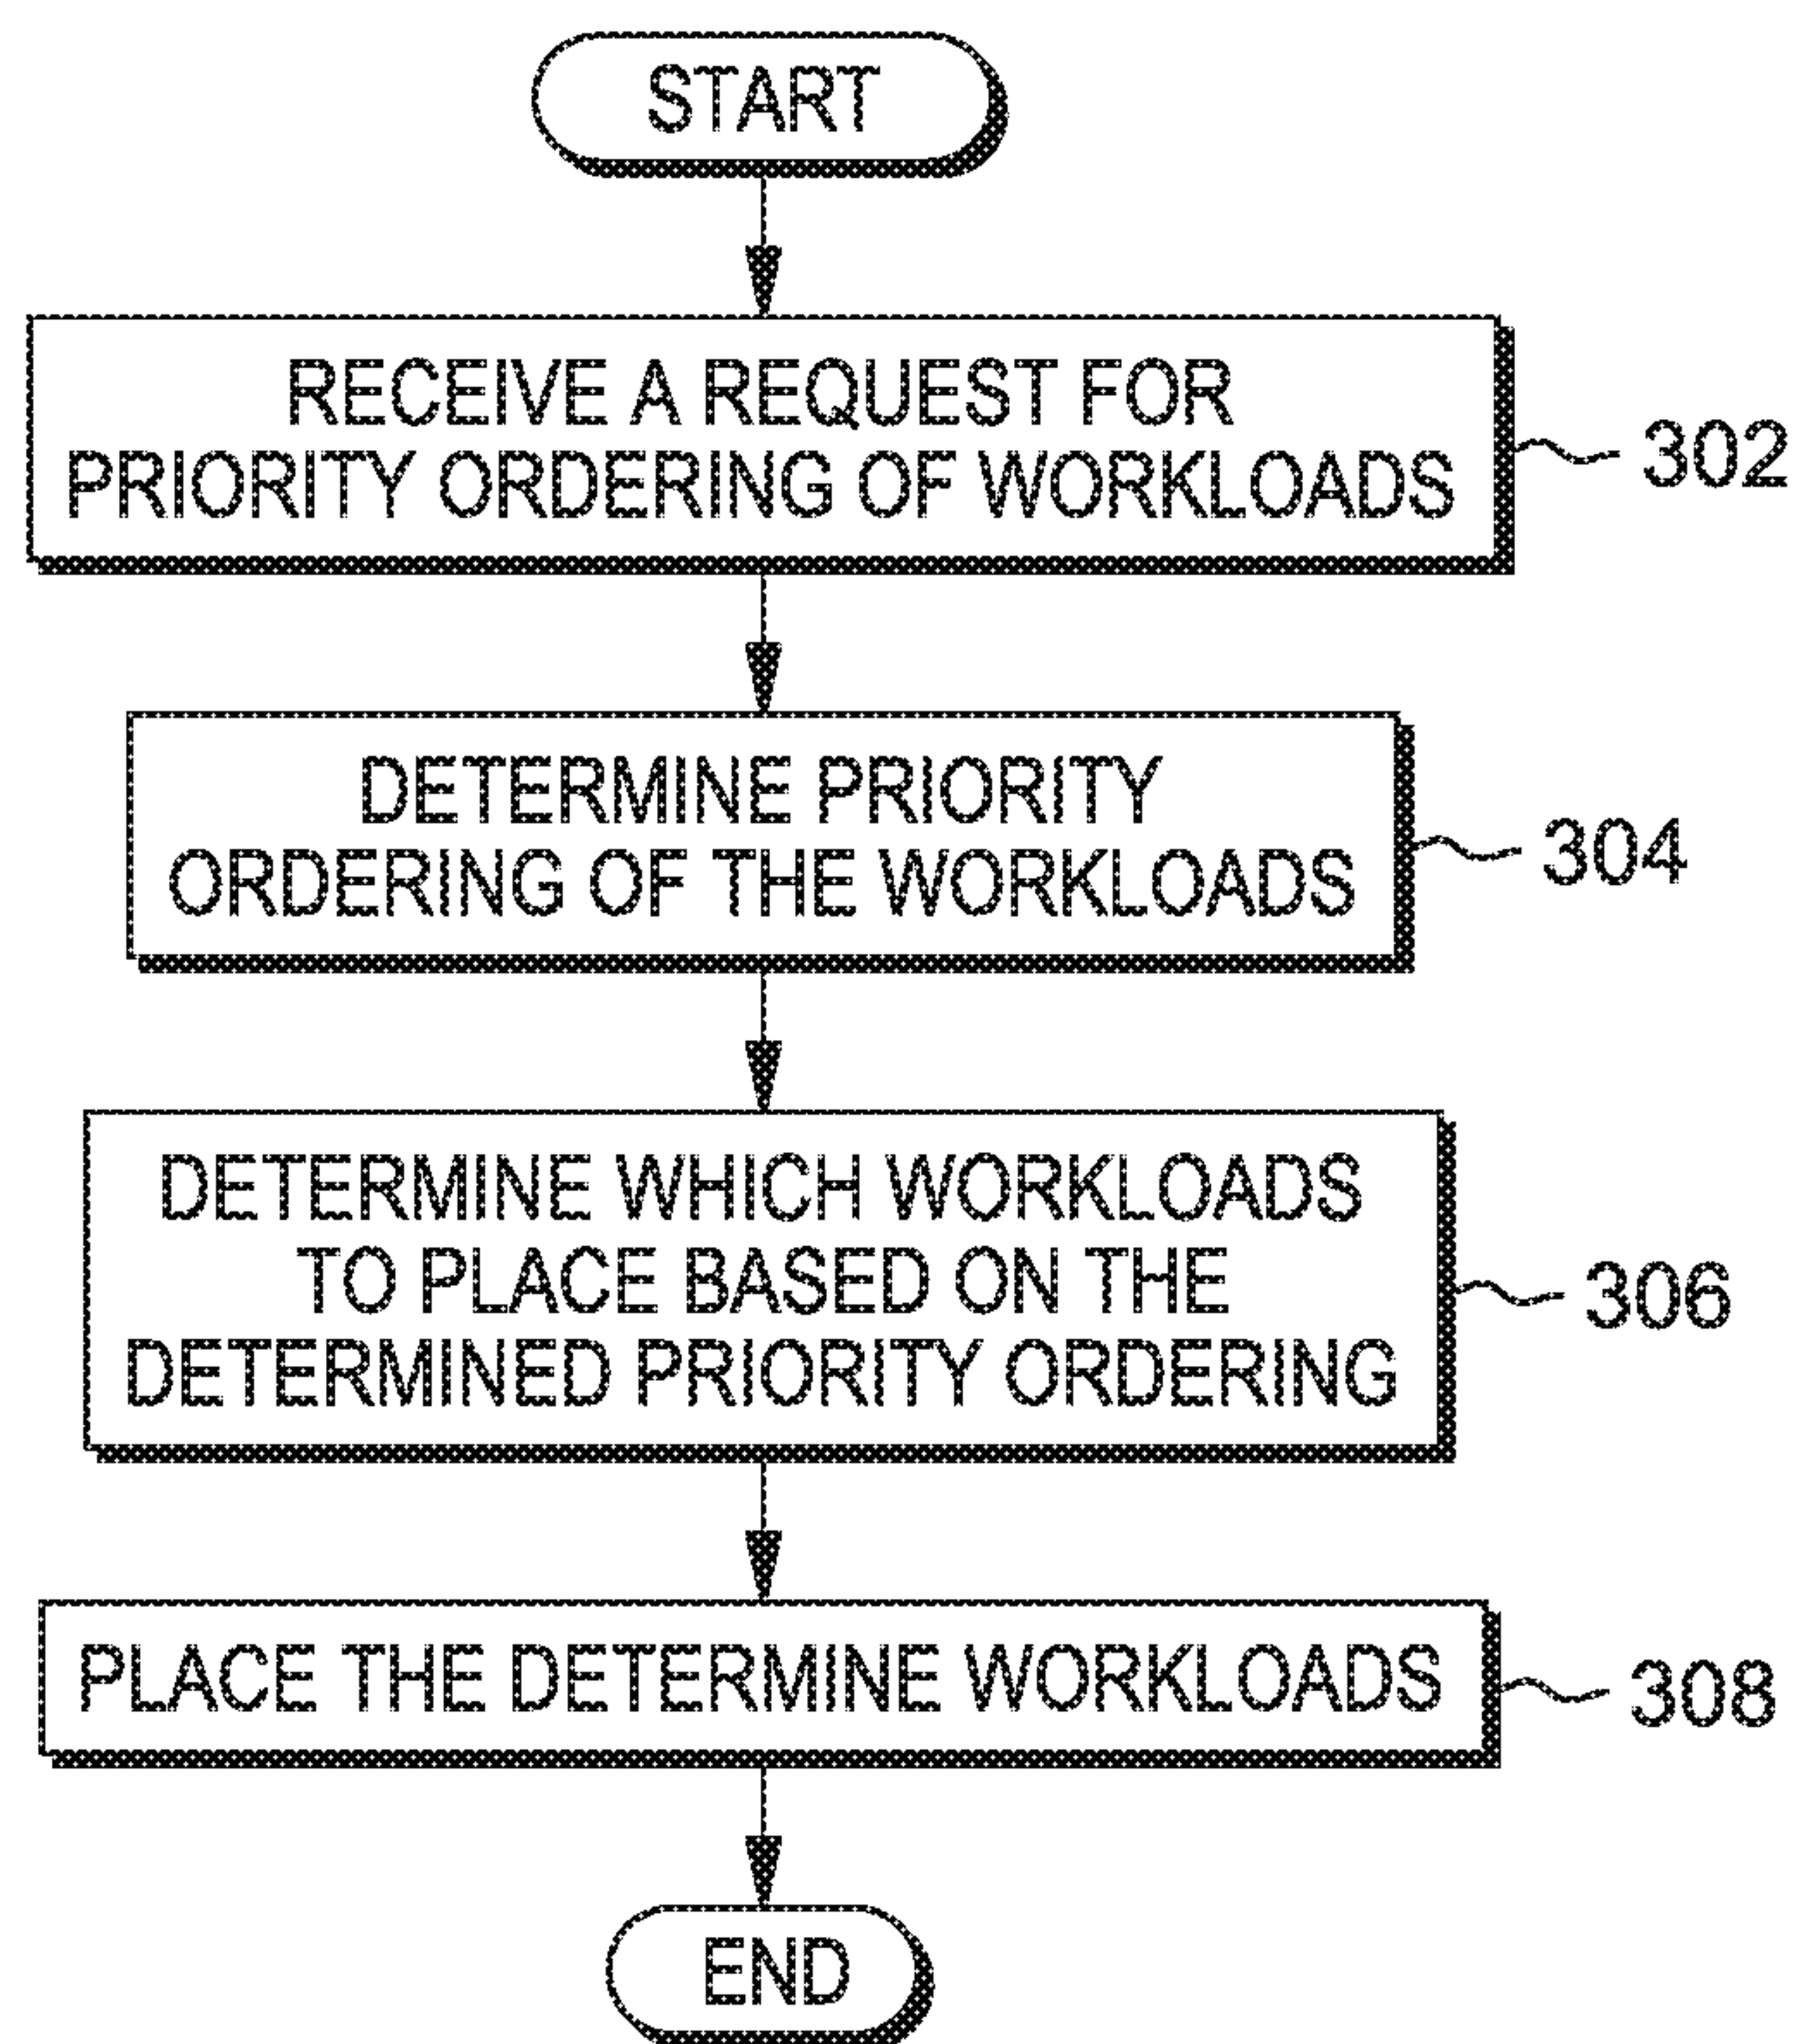 START
RECEIVE A REQUEST FOR
PRIORITY ORDERING OF WORKLOADS
302
DETERMINE PRIORITY
ORDERING OF THE WORKLOADS
304
DETERMINE WHICH WORKLOADS
TO PLACE BASED ON THE
DETERMINED PRIORITY ORDERING
306
PLACE THE DETERMINE WORKLOADS
308
END